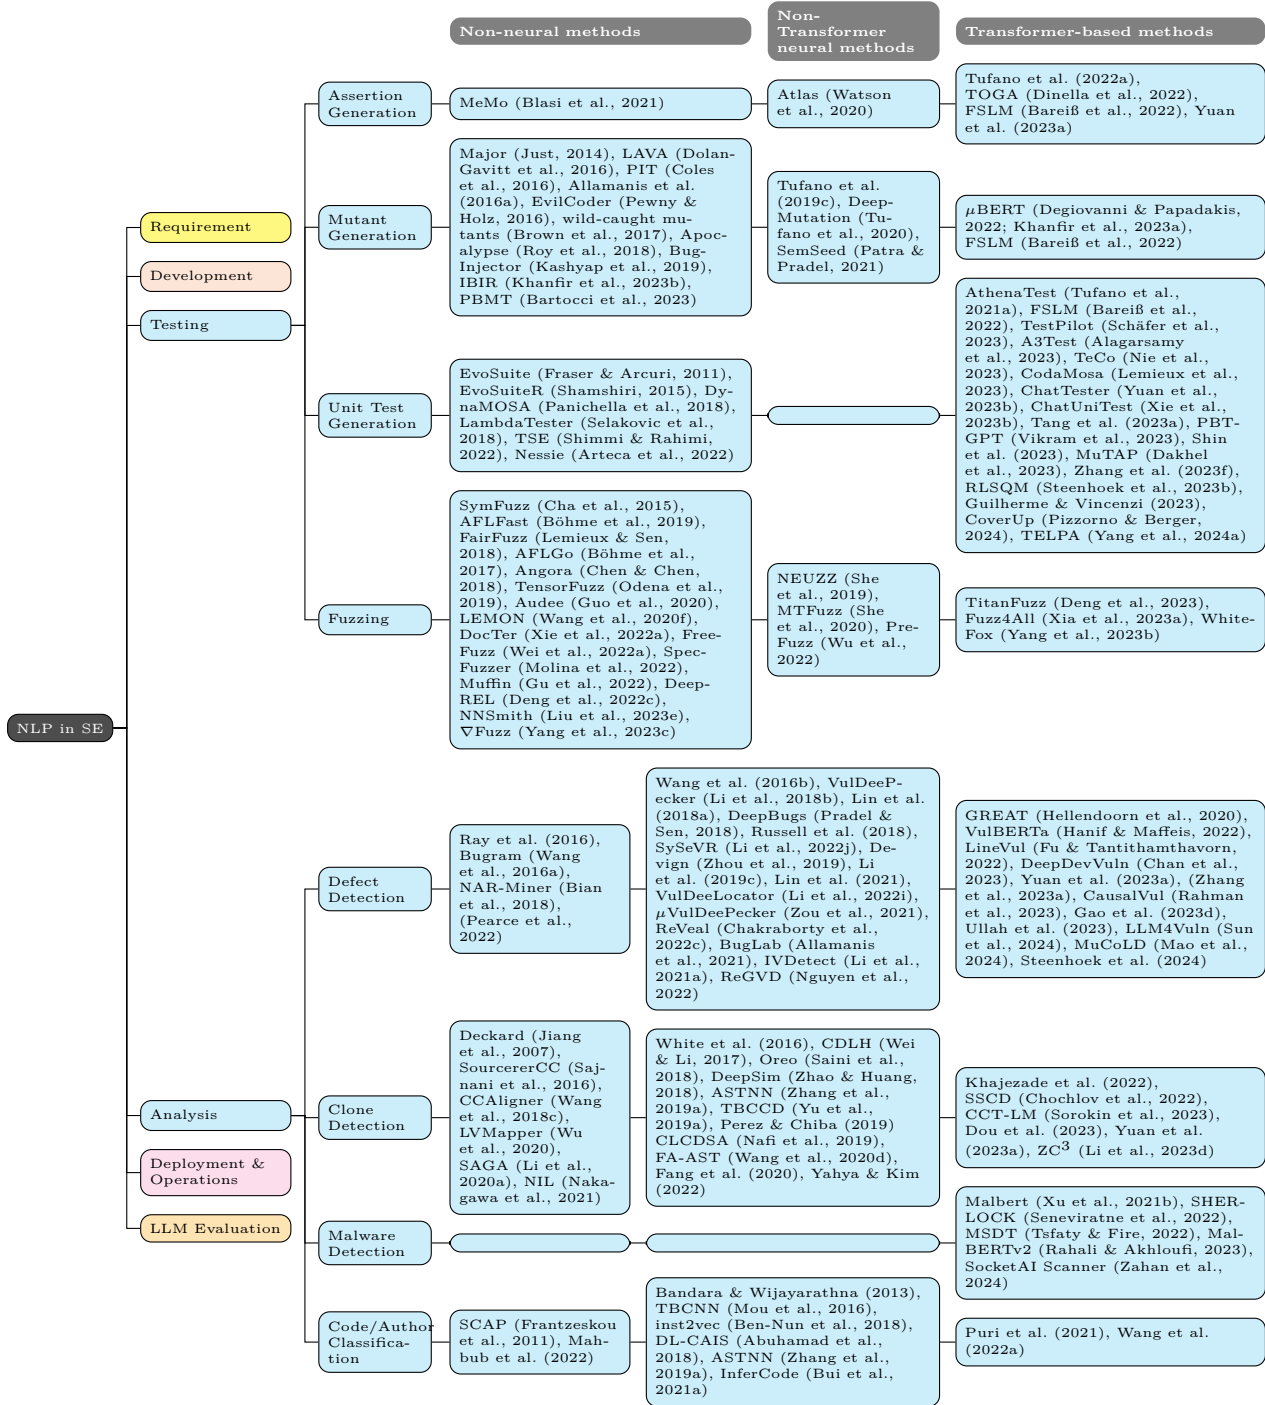 Non-neural methods
Non-
Transformer
neural methods
Transformer-based methods
NLP in SE
Requirement
Development
Testing
Assertion
Generation
MeMo (Blasi et al., 2021)
Atlas (Watson
et al., 2020)
Tufano et al. (2022a),
TOGA (Dinella et al., 2022),
FSLM (Bareiß et al., 2022), Yuan
et al. (2023a)
Mutant
Generation
Major (Just, 2014), LAVA (Dolan-
Gavitt et al., 2016), PIT (Coles
et al., 2016), Allamanis et al.
(2016a), EvilCoder (Pewny &
Holz, 2016), wild-caught mu-
tants (Brown et al., 2017), Apoc-
alypse (Roy et al., 2018), Bug-
Injector (Kashyap et al., 2019),
IBIR (Khanfir et al., 2023b),
PBMT (Bartocci et al., 2023)
Tufano et al.
(2019c), Deep-
Mutation (Tu-
fano et al., 2020),
SemSeed (Patra &
Pradel, 2021)
μBERT (Degiovanni & Papadakis,
2022; Khanfir et al., 2023a),
FSLM (Bareiß et al., 2022)
Unit Test
Generation
EvoSuite (Fraser & Arcuri, 2011),
EvoSuiteR (Shamshiri, 2015), Dy-
naMOSA (Panichella et al., 2018),
LambdaTester (Selakovic et al.,
2018), TSE (Shimmi & Rahimi,
2022), Nessie (Arteca et al., 2022)
AthenaTest (Tufano et al.,
2021a), FSLM (Bareiß et al.,
2022), TestPilot (Schäfer et al.,
2023), A3Test (Alagarsamy
et al., 2023), TeCo (Nie et al.,
2023), CodaMosa (Lemieux et al.,
2023), ChatTester (Yuan et al.,
2023b), ChatUniTest (Xie et al.,
2023b), Tang et al. (2023a), PBT-
GPT (Vikram et al., 2023), Shin
et al. (2023), MuTAP (Dakhel
et al., 2023), Zhang et al. (2023f),
RLSQM (Steenhoek et al., 2023b),
Guilherme & Vincenzi (2023),
CoverUp (Pizzorno & Berger,
2024), TELPA (Yang et al., 2024a)
Fuzzing
SymFuzz (Cha et al., 2015),
AFLFast (Böhme et al., 2019),
FairFuzz (Lemieux & Sen,
2018), AFLGo (Böhme et al.,
2017), Angora (Chen & Chen,
2018), TensorFuzz (Odena et al.,
2019), Audee (Guo et al., 2020),
LEMON (Wang et al., 2020f),
DocTer (Xie et al., 2022a), Free-
Fuzz (Wei et al., 2022a), Spec-
Fuzzer (Molina et al., 2022),
Muffin (Gu et al., 2022), Deep-
REL (Deng et al., 2022c),
NNSmith (Liu et al., 2023e),
∇Fuzz (Yang et al., 2023c)
NEUZZ (She
et al., 2019),
MTFuzz (She
et al., 2020), Pre-
Fuzz (Wu et al.,
2022)
TitanFuzz (Deng et al., 2023),
Fuzz4All (Xia et al., 2023a), White-
Fox (Yang et al., 2023b)
Analysis
Defect
Detection
Ray et al. (2016),
Bugram (Wang
et al., 2016a),
NAR-Miner (Bian
et al., 2018),
(Pearce et al.,
2022)
Wang et al. (2016b), VulDeeP-
ecker (Li et al., 2018b), Lin et al.
(2018a), DeepBugs (Pradel &
Sen, 2018), Russell et al. (2018),
SySeVR (Li et al., 2022j), De-
vign (Zhou et al., 2019), Li
et al. (2019c), Lin et al. (2021),
VulDeeLocator (Li et al., 2022i),
μVulDeePecker (Zou et al., 2021),
ReVeal (Chakraborty et al.,
2022c), BugLab (Allamanis
et al., 2021), IVDetect (Li et al.,
2021a), ReGVD (Nguyen et al.,
2022)
GREAT (Hellendoorn et al., 2020),
VulBERTa (Hanif & Maffeis, 2022),
LineVul (Fu & Tantithamthavorn,
2022), DeepDevVuln (Chan et al.,
2023), Yuan et al. (2023a), (Zhang
et al., 2023a), CausalVul (Rahman
et al., 2023), Gao et al. (2023d),
Ullah et al. (2023), LLM4Vuln (Sun
et al., 2024), MuCoLD (Mao et al.,
2024), Steenhoek et al. (2024)
Clone
Detection
Deckard (Jiang
et al., 2007),
SourcererCC (Saj-
nani et al., 2016),
CCAligner (Wang
et al., 2018c),
LVMapper (Wu
et al., 2020),
SAGA (Li et al.,
2020a), NIL (Naka-
gawa et al., 2021)
White et al. (2016), CDLH (Wei
& Li, 2017), Oreo (Saini et al.,
2018), DeepSim (Zhao & Huang,
2018), ASTNN (Zhang et al.,
2019a), TBCCD (Yu et al.,
2019a), Perez & Chiba (2019)
CLCDSA (Nafi et al., 2019),
FA-AST (Wang et al., 2020d),
Fang et al. (2020), Yahya & Kim
(2022)
Khajezade et al. (2022),
SSCD (Chochlov et al., 2022),
CCT-LM (Sorokin et al., 2023),
Dou et al. (2023), Yuan et al.
(2023a), ZC³ (Li et al., 2023d)
Malware
Detection
Malbert (Xu et al., 2021b), SHER-
LOCK (Seneviratne et al., 2022),
MSDT (Tsfaty & Fire, 2022), Mal-
BERTv2 (Rahali & Akhloufi, 2023),
SocketAI Scanner (Zahan et al.,
2024)
Code/Author
Classifica-
tion
SCAP (Frantzeskou
et al., 2011), Mah-
bub et al. (2022)
Bandara & Wijayarathna (2013),
TBCNN (Mou et al., 2016),
inst2vec (Ben-Nun et al., 2018),
DL-CAIS (Abuhamad et al.,
2018), ASTNN (Zhang et al.,
2019a), InferCode (Bui et al.,
2021a)
Puri et al. (2021), Wang et al.
(2022a)
Deployment &
Operations
LLM Evaluation